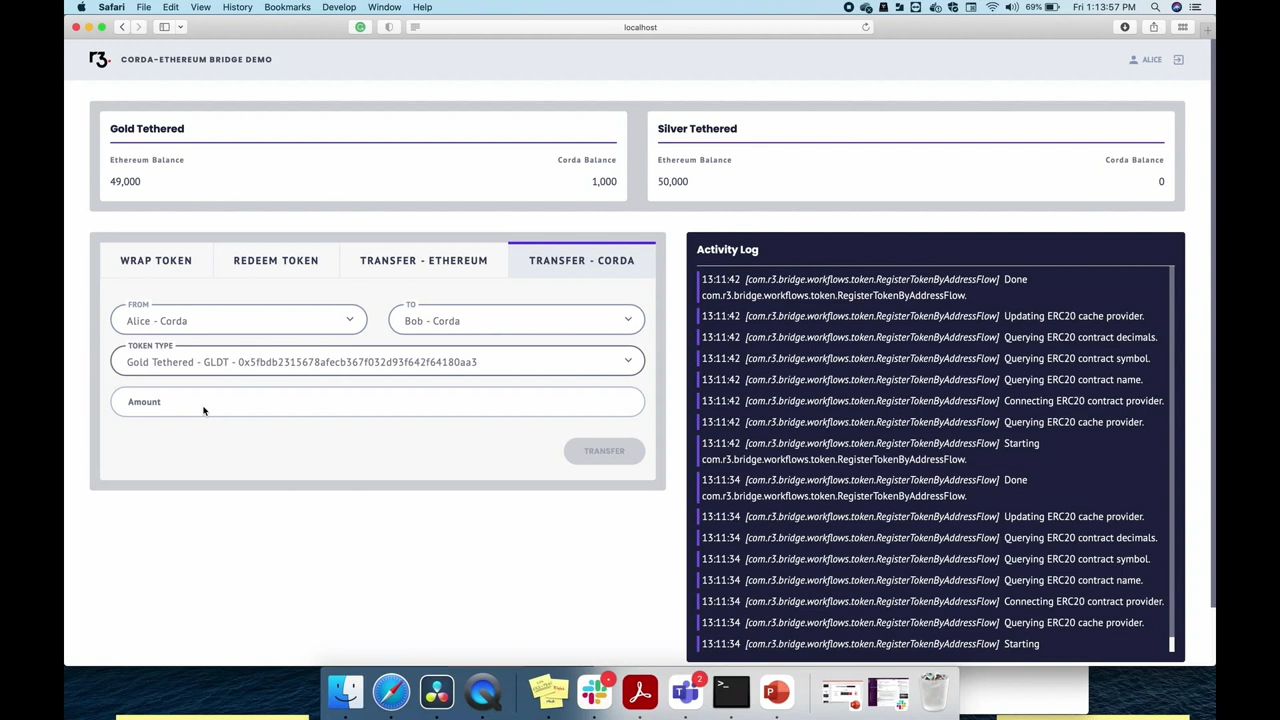 Safari File Edit View History Bookmarks Develop Window Help 69% Fri 1:13:57 PM
localhost
r3. CORDA-ETHEREUM BRIDGE DEMO ALICE
Gold Tethered
Ethereum Balance Corda Balance
49,000 1,000
Silver Tethered
Ethereum Balance Corda Balance
50,000 0
WRAP TOKEN REDEEM TOKEN TRANSFER - ETHEREUM TRANSFER - CORDA
FROM
Alice - Corda
TO
Bob - Corda
TOKEN TYPE
Gold Tethered - GLDT - 0x5fbdb2315678afecb367f032d93f642f64180aa3
Amount
TRANSFER
Activity Log
13:11:42 [com.r3.bridge.workflows.token.RegisterTokenByAddressFlow] Done
com.r3.bridge.workflows.token.RegisterTokenByAddressFlow.
13:11:42 [com.r3.bridge.workflows.token.RegisterTokenByAddressFlow] Updating ERC20 cache provider.
13:11:42 [com.r3.bridge.workflows.token.RegisterTokenByAddressFlow] Querying ERC20 contract decimals.
13:11:42 [com.r3.bridge.workflows.token.RegisterTokenByAddressFlow] Querying ERC20 contract symbol.
13:11:42 [com.r3.bridge.workflows.token.RegisterTokenByAddressFlow] Querying ERC20 contract name.
13:11:42 [com.r3.bridge.workflows.token.RegisterTokenByAddressFlow] Connecting ERC20 contract provider.
13:11:42 [com.r3.bridge.workflows.token.RegisterTokenByAddressFlow] Querying ERC20 cache provider.
13:11:42 [com.r3.bridge.workflows.token.RegisterTokenByAddressFlow] Starting
com.r3.bridge.workflows.token.RegisterTokenByAddressFlow.
13:11:34 [com.r3.bridge.workflows.token.RegisterTokenByAddressFlow] Done
com.r3.bridge.workflows.token.RegisterTokenByAddressFlow.
13:11:34 [com.r3.bridge.workflows.token.RegisterTokenByAddressFlow] Updating ERC20 cache provider.
13:11:34 [com.r3.bridge.workflows.token.RegisterTokenByAddressFlow] Querying ERC20 contract decimals.
13:11:34 [com.r3.bridge.workflows.token.RegisterTokenByAddressFlow] Querying ERC20 contract symbol.
13:11:34 [com.r3.bridge.workflows.token.RegisterTokenByAddressFlow] Querying ERC20 contract name.
13:11:34 [com.r3.bridge.workflows.token.RegisterTokenByAddressFlow] Connecting ERC20 contract provider.
13:11:34 [com.r3.bridge.workflows.token.RegisterTokenByAddressFlow] Querying ERC20 cache provider.
13:11:34 [com.r3.bridge.workflows.token.RegisterTokenByAddressFlow] Starting
2